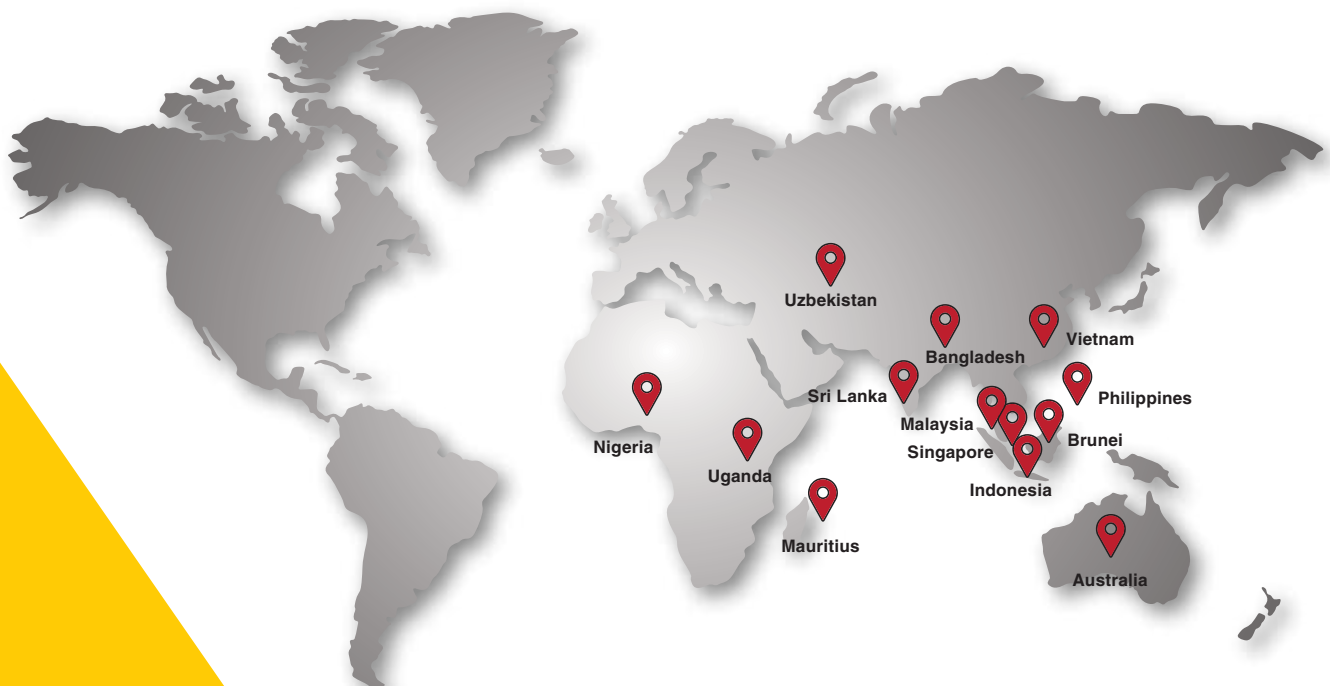 Uzbekistan
Vietnam
Bangladesh
Sri Lanka
Philippines
Malaysia
Brunei
Nigeria
Singapore
Uganda
Indonesia
Mauritius
Australia